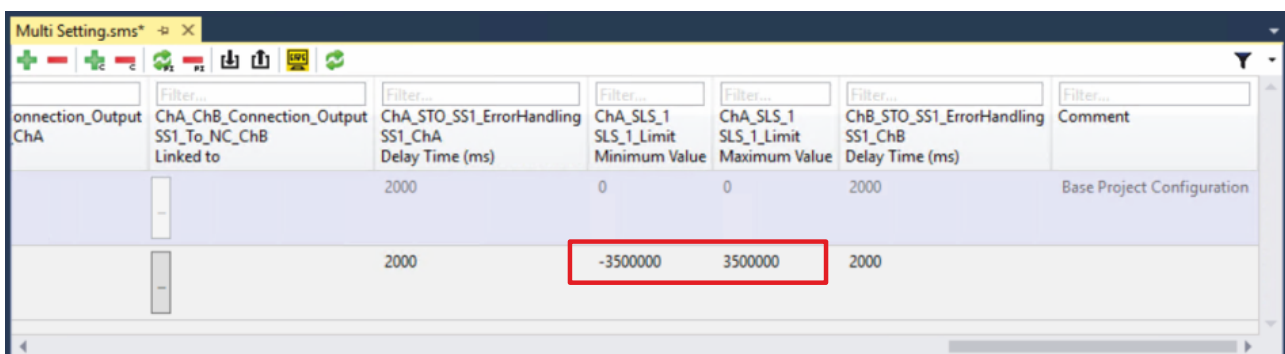 Multi Setting.sms*
Filter... Filter... Filter... Filter... Filter...
onnection_Output ChA_ChB_Connection_Output ChA_STO_SS1_ErrorHandling ChA_SLS_1 ChA_SLS_1 ChB_STO_SS1_ErrorHandling Comment
_ChA SS1_To_NC_ChB SS1_ChA SLS_1_Limit SLS_1_Limit SS1_ChB
Linked to Delay Time (ms) Minimum Value Maximum Value Delay Time (ms)
2000 0 0 2000 Base Project Configuration
2000 -3500000 3500000 2000